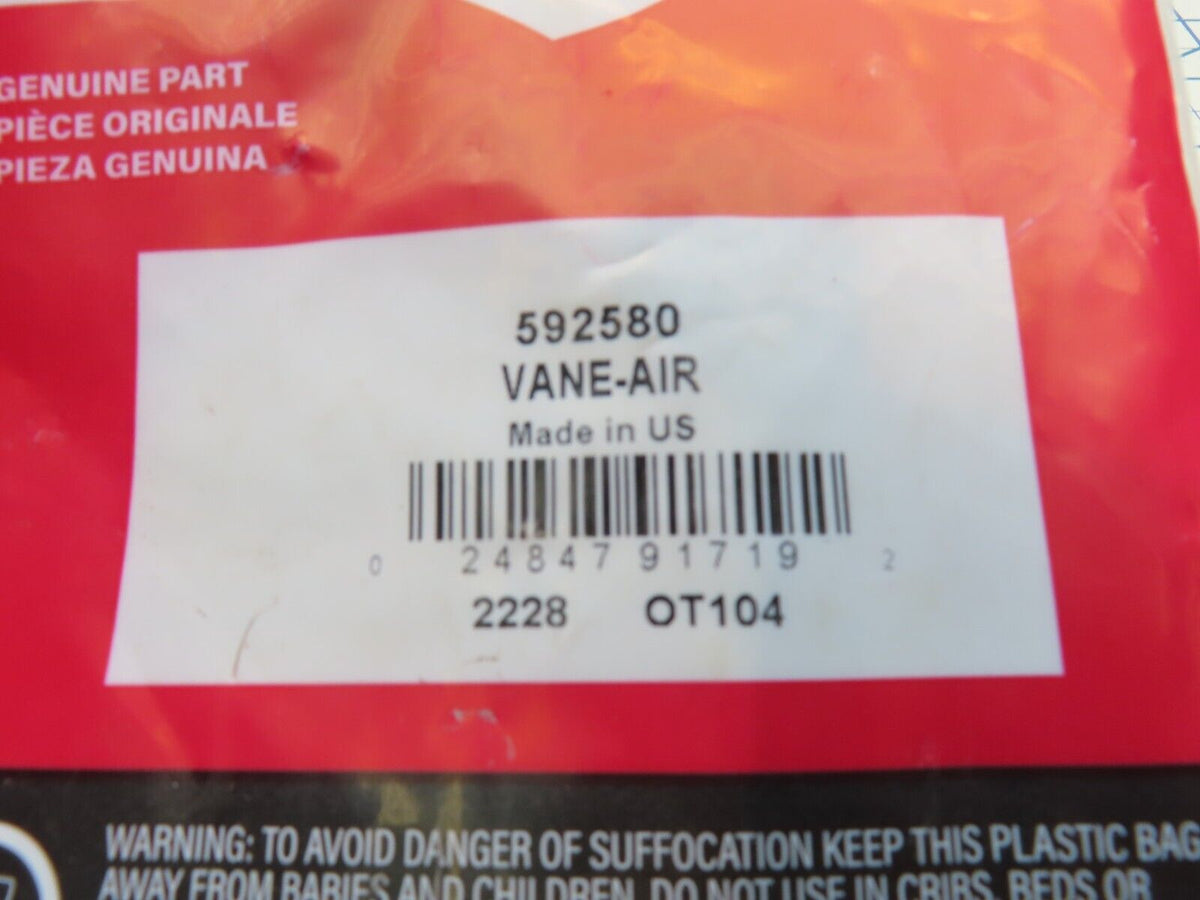 GENUINE PART
PIÈCE ORIGINALE
PIEZA GENUINA
592580
VANE-AIR
Made in US
0 24847 91719 2
2228 OT104
WARNING: TO AVOID DANGER OF SUFFOCATION KEEP THIS PLASTIC BAG
AWAY FROM BABIES AND CHILDREN. DO NOT USE IN CRIBS, BEDS OR